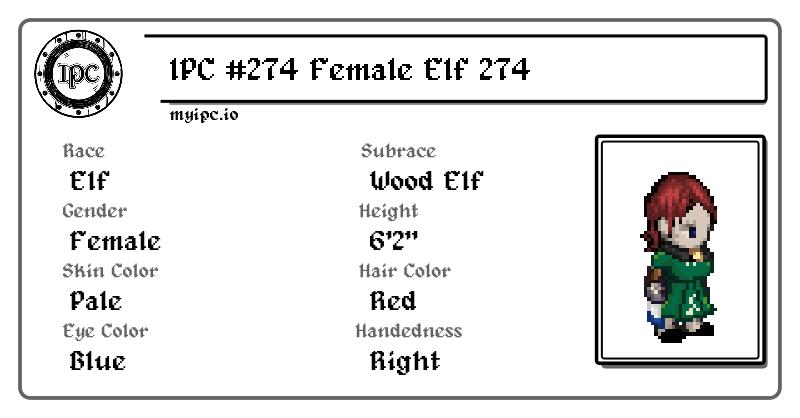 IPC
IPC #274 Female Elf 274
myipc.io
Race
Elf
Subrace
Wood Elf
Gender
Female
Height
6'2"
Skin Color
Pale
Hair Color
Red
Eye Color
Blue
Handedness
Right